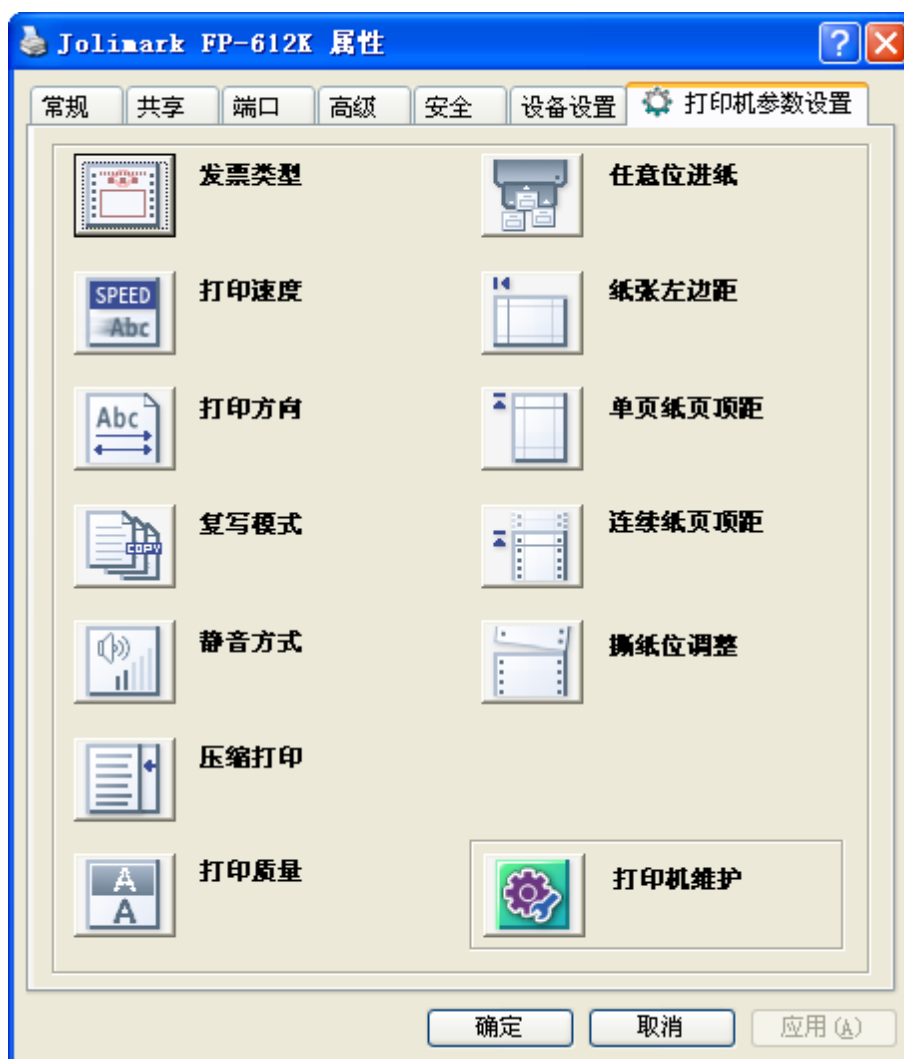 Jolimark FP-612K 属性
常规 共享 端口 高级 安全 设备设置 打印机参数设置
发票类型
任意位进纸
SPEED
Abc
打印速度
纸张左边距
Abc
打印方向
单页纸页顶距
COPY
复写模式
连续纸页顶距
静音方式
撕纸位调整
压缩打印
A
A
打印质量
打印机维护
确定 取消 应用(A)